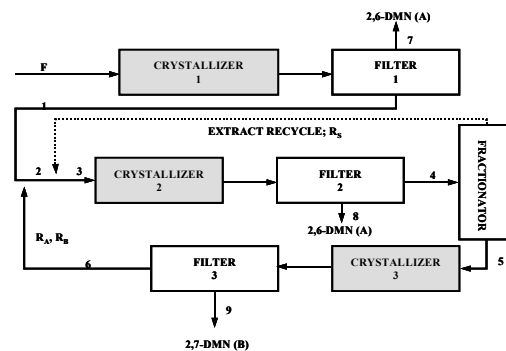 2,6-DMN (A)
7
F
CRYSTALLIZER
1
FILTER
1
1
EXTRACT RECYCLE; RS
2
3
CRYSTALLIZER
2
FILTER
2
4
FRACTIONATOR
8
2,6-DMN (A)
RA, RB
6
FILTER
3
CRYSTALLIZER
3
5
9
2,7-DMN (B)